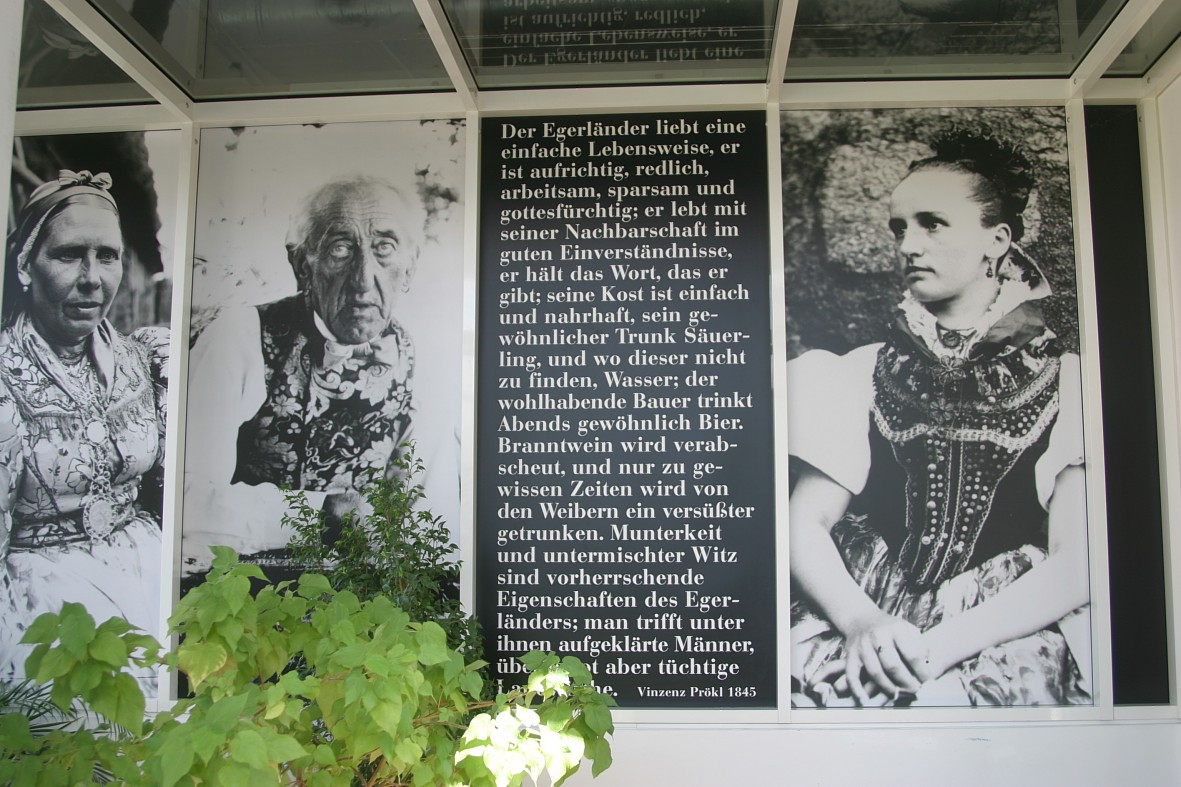 Der Egerländer liebt eine
einfache Lebensweise, er
ist aufrichtig, redlich,
arbeitsam, sparsam und
gottesfürchtig; er lebt mit
seiner Nachbarschaft im
guten Einverständnisse,
er hält das Wort, das er
gibt; seine Kost ist einfach
und nahrhaft, sein ge-
wöhnlicher Trunk Säuer-
ling, und wo dieser nicht
zu finden, Wasser; der
wohlhabende Bauer trinkt
Abends gewöhnlich Bier.
Branntwein wird verab-
scheut, und nur zu ge-
wissen Zeiten wird von
den Weibern ein versüßter
getrunken. Munterkeit
und untermischter Witz
sind vorherrschende
Eigenschaften des Eger-
länders; man trifft unter
ihnen aufgeklärte Männer,
aber tüchtige
Vinzenz Prökl 1845